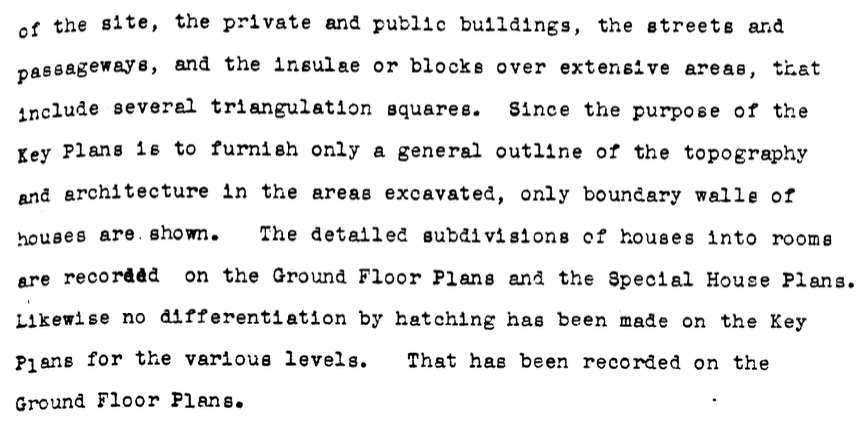 of the site, the private and public buildings, the streets and
passageways, and the insulae or blocks over extensive areas, that
include several triangulation squares. Since the purpose of the
Key Plans is to furnish only a general outline of the topography
and architecture in the areas excavated, only boundary walls of
houses are shown. The detailed subdivisions of houses into rooms
are recorded on the Ground Floor Plans and the Special House Plans.
Likewise no differentiation by hatching has been made on the Key
Plans for the various levels. That has been recorded on the
Ground Floor Plans.